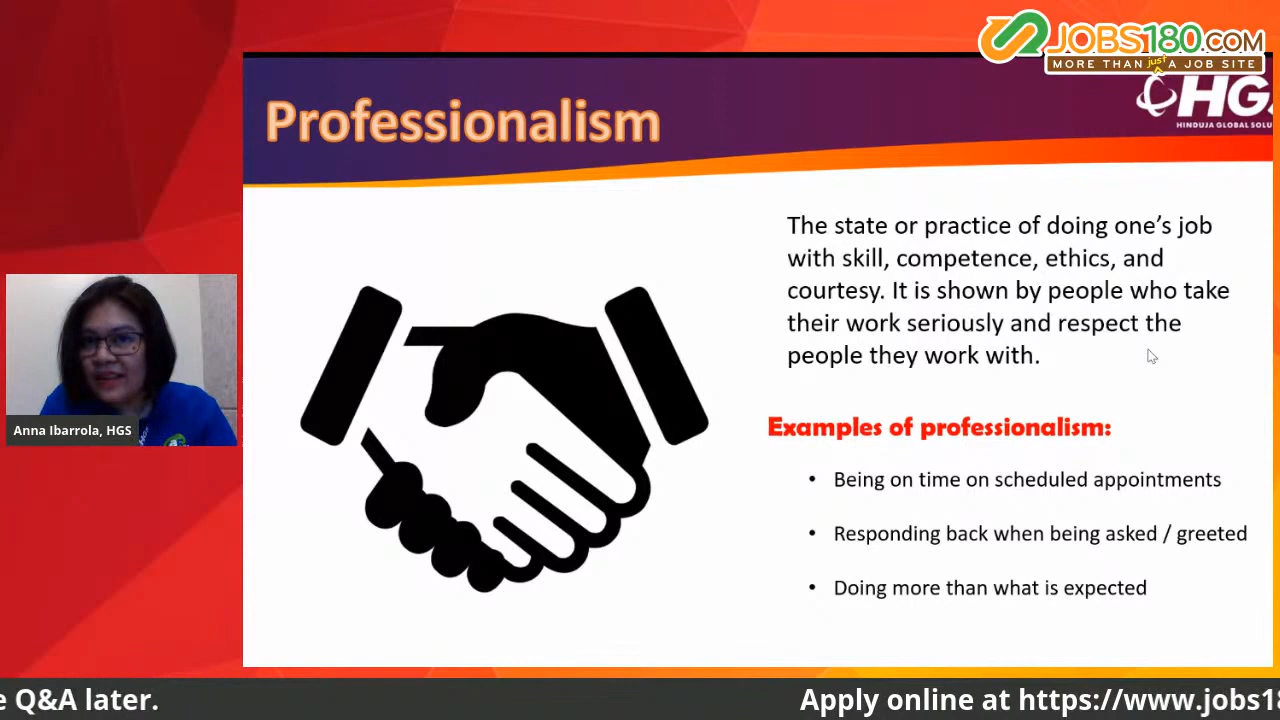 JOBS180.COM
MORE THAN just A JOB SITE
HGS
HINDUJA GLOBAL SOLU
Professionalism
The state or practice of doing one’s job
with skill, competence, ethics, and
courtesy. It is shown by people who take
their work seriously and respect the
people they work with.
Anna Ibarrola, HGS
Examples of professionalism:
• Being on time on scheduled appointments
• Responding back when being asked / greeted
• Doing more than what is expected
e Q&A later.
Apply online at https://www.jobs18